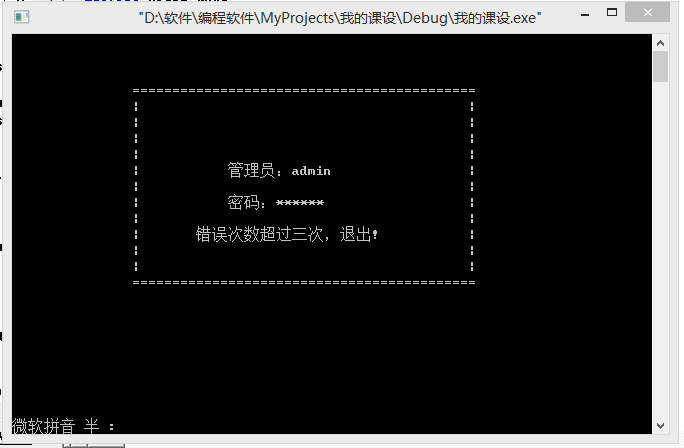 "D:\软件\编程软件\MyProjects\我的课设\Debug\我的课设.exe"
===========================================
管理员：admin
密码：******
错误次数超过三次，退出!
===========================================
微软拼音 半 ：